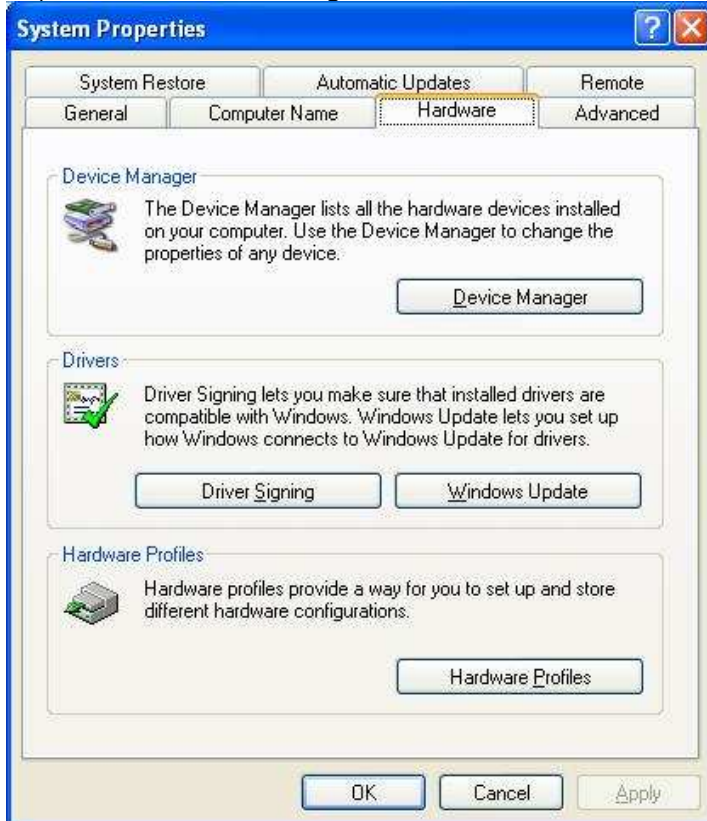 System Properties
System Restore Automatic Updates Remote
General Computer Name Hardware Advanced
Device Manager
The Device Manager lists all the hardware devices installed
on your computer. Use the Device Manager to change the
properties of any device.
Device Manager
Drivers
Driver Signing lets you make sure that installed drivers are
compatible with Windows. Windows Update lets you set up
how Windows connects to Windows Update for drivers.
Driver Signing Windows Update
Hardware Profiles
Hardware profiles provide a way for you to set up and store
different hardware configurations.
Hardware Profiles
OK Cancel Apply